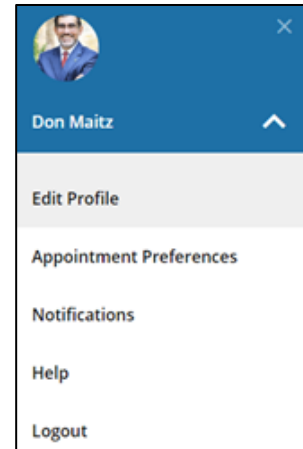 Don Maitz
Edit Profile
Appointment Preferences
Notifications
Help
Logout